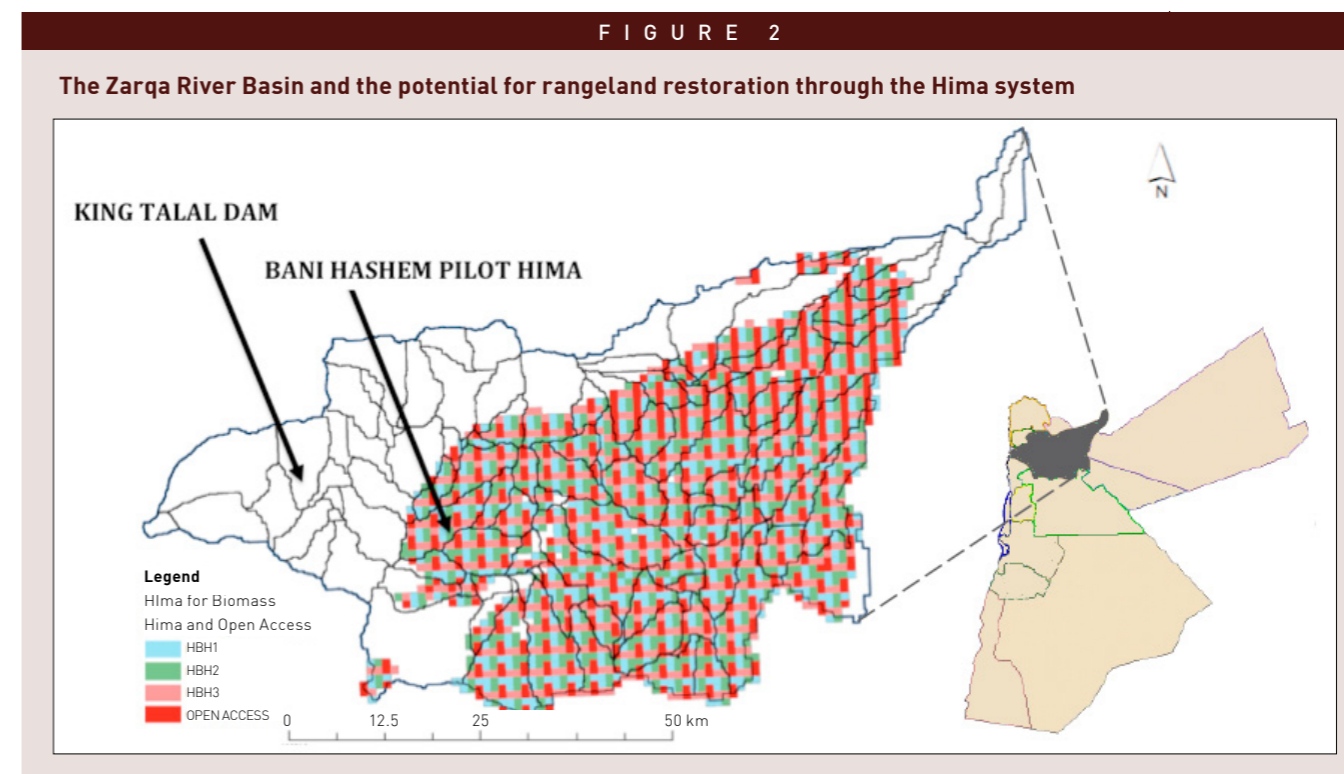 FIGURE 2
The Zarqa River Basin and the potential for rangeland restoration through the Hima system
KING TALAL DAM
BANI HASHEM PILOT HIMA
N
Legend
HIma for Biomass
Hima and Open Access
HBH1
HBH2
HBH3
OPEN ACCESS
0 12.5 25 50 km